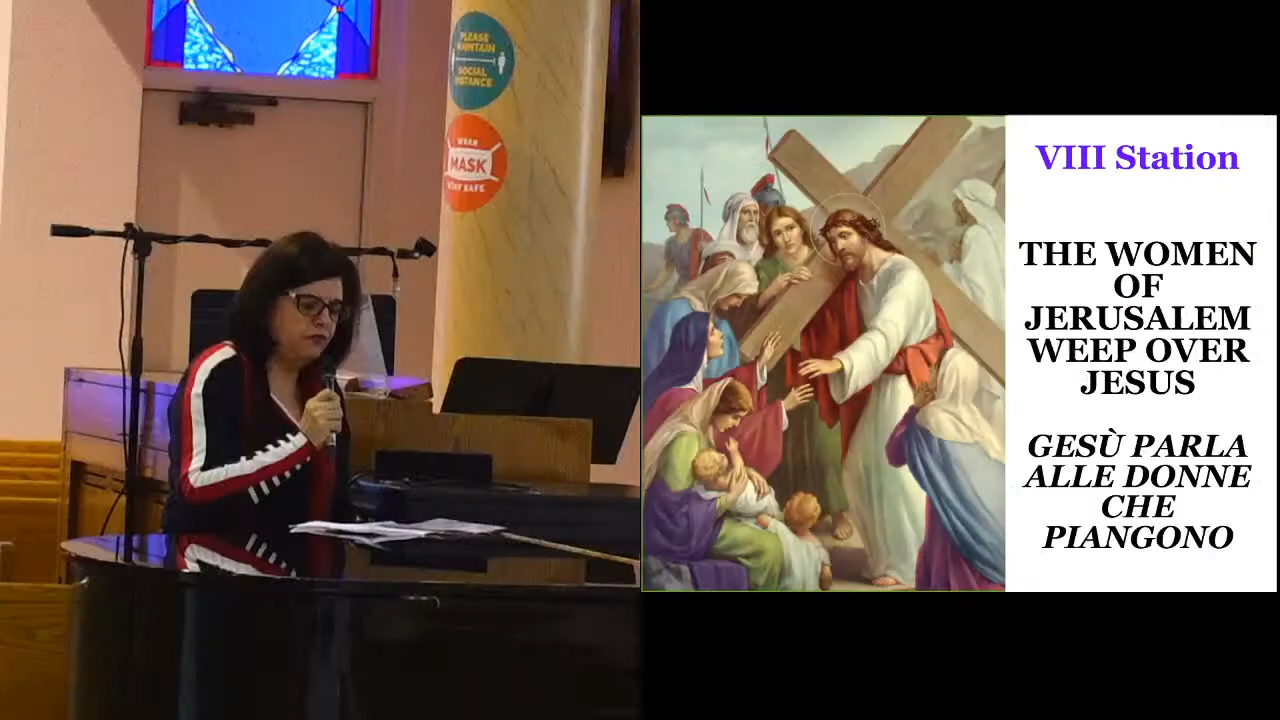 PLEASE
MAINTAIN
SOCIAL
DISTANCE
WEAR
MASK
STAY SAFE
VIII Station
THE WOMEN
OF
JERUSALEM
WEEP OVER
JESUS
GESÙ PARLA
ALLE DONNE
CHE
PIANGONO